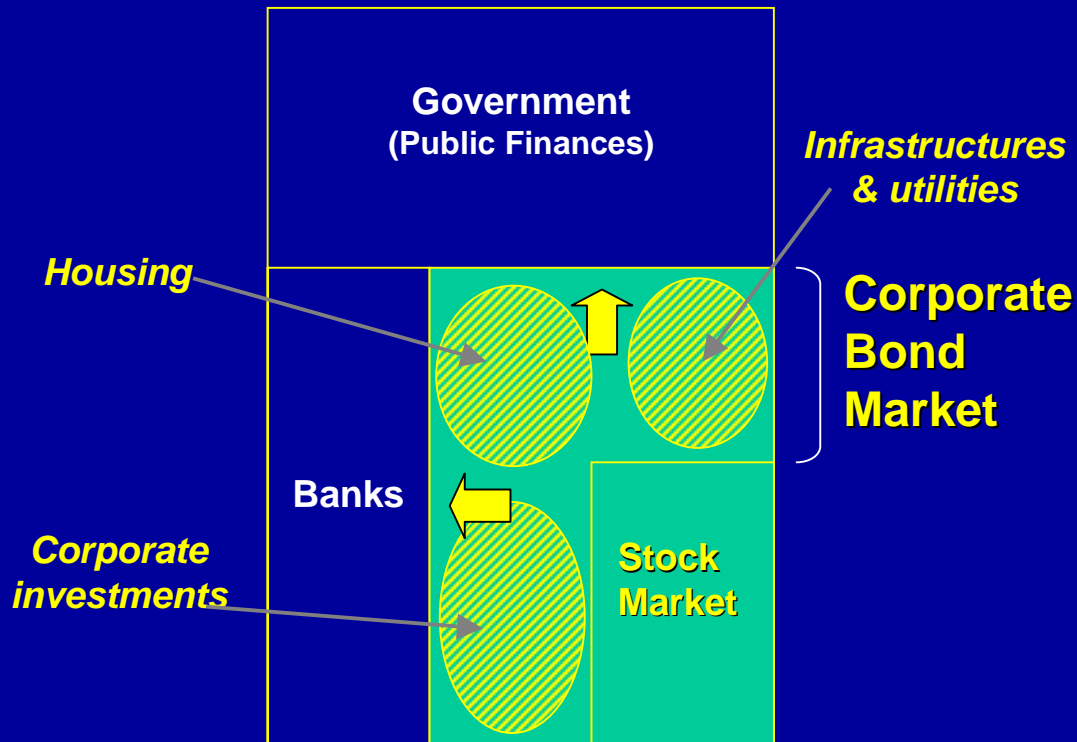 Government
(Public Finances)
Infrastructures
& utilities
Housing
Corporate
Bond
Market
Banks
Corporate
investments
Stock
Market